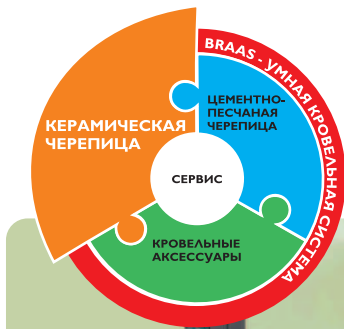 BRAAS - УМНАЯ КРОВЕЛЬНАЯ СИСТЕМА
ЦЕМЕНТНО-
ПЕСЧАНАЯ
ЧЕРЕПИЦА
КЕРАМИЧЕСКАЯ
ЧЕРЕПИЦА
СЕРВИС
КРОВЕЛЬНЫЕ
АКСЕССУАРЫ